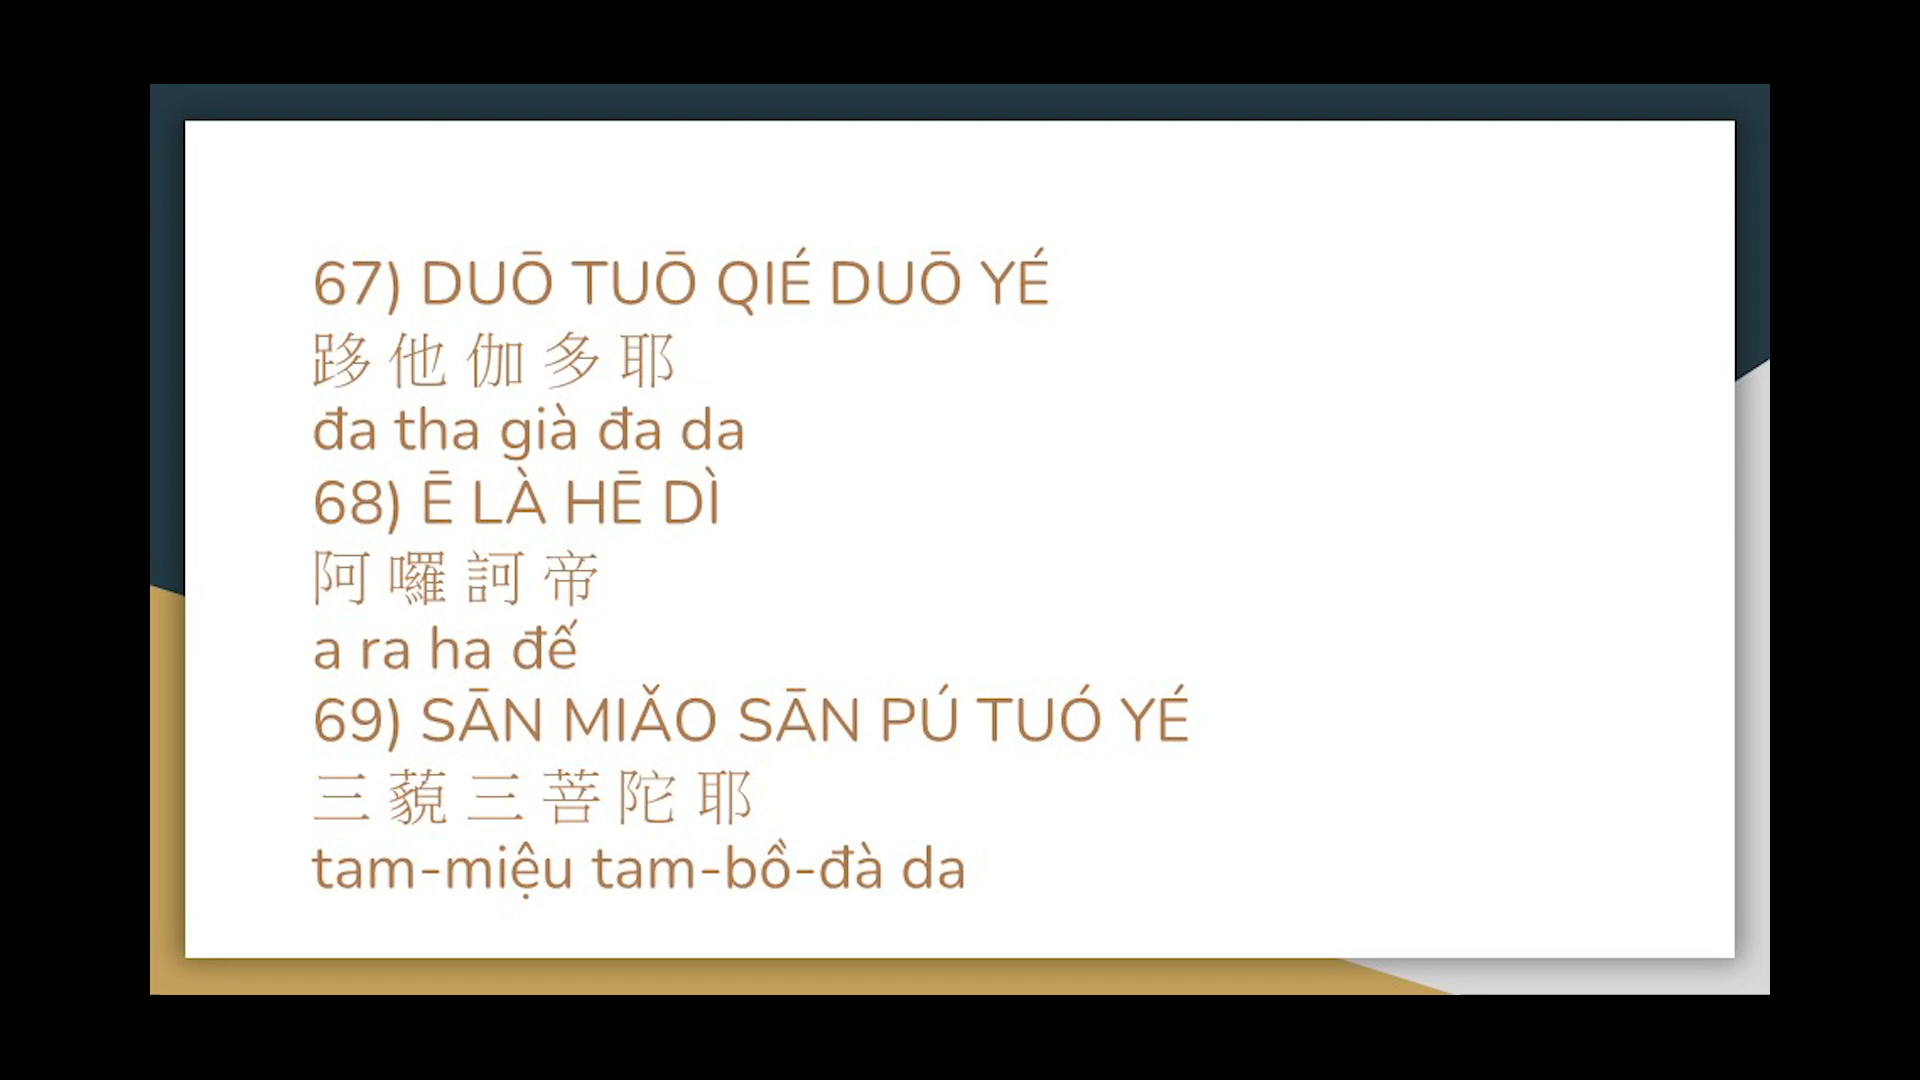 67) DUŌ TUŌ QIÉ DUŌ YÉ
跢 他 伽 多 耶
đa tha già đa da
68) Ē LÀ HĒ DÌ
阿 囉 訶 帝
a ra ha đế
69) SĀN MIǍO SĀN PÚ TUÓ YÉ
三 藐 三 菩 陀 耶
tam-miệu tam-bồ-đà da